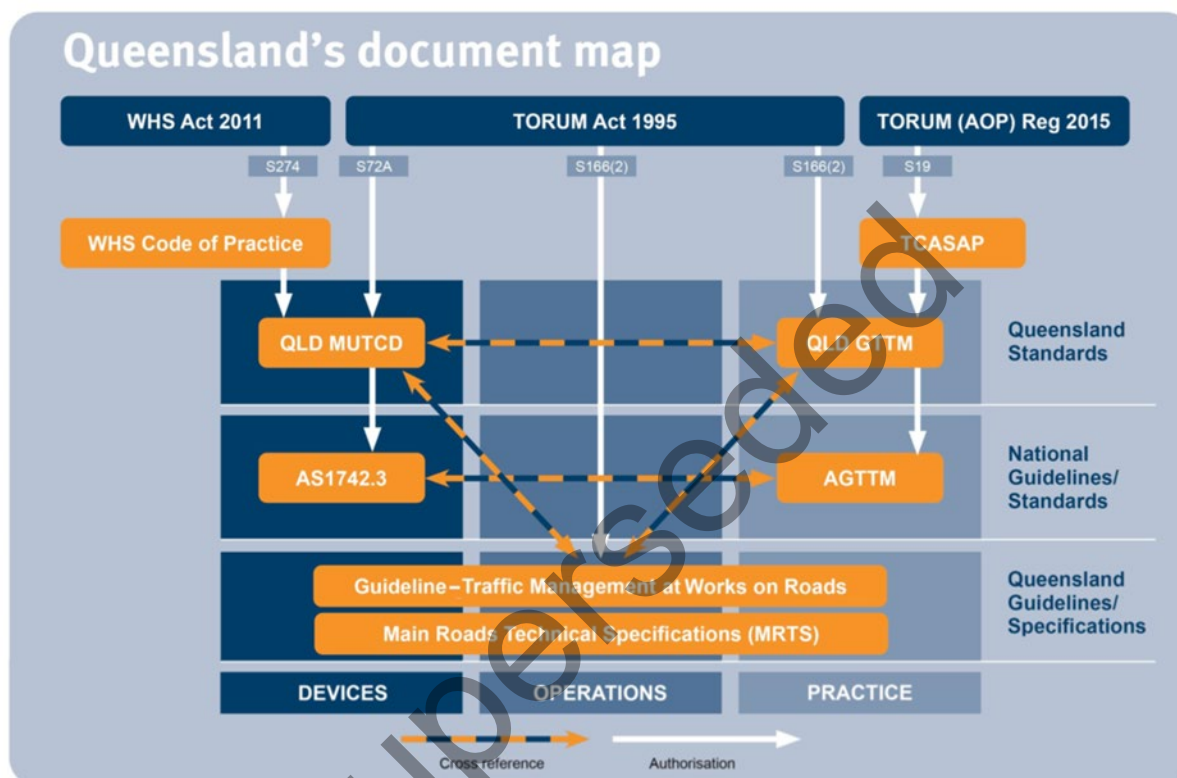 Queensland's document map
WHS Act 2011
TORUM Act 1995
TORUM (AOP) Reg 2015
S274
S72A
S166(2)
S166(2)
S19
WHS Code of Practice
TCASAP
QLD MUTCD
QLD GTTM
Queensland
Standards
AS1742.3
AGTTM
National
Guidelines/
Standards
Guideline–Traffic Management at Works on Roads
Main Roads Technical Specifications (MRTS)
Queensland
Guidelines/
Specifications
DEVICES
OPERATIONS
PRACTICE
Cross reference
Authorisation
Superseded